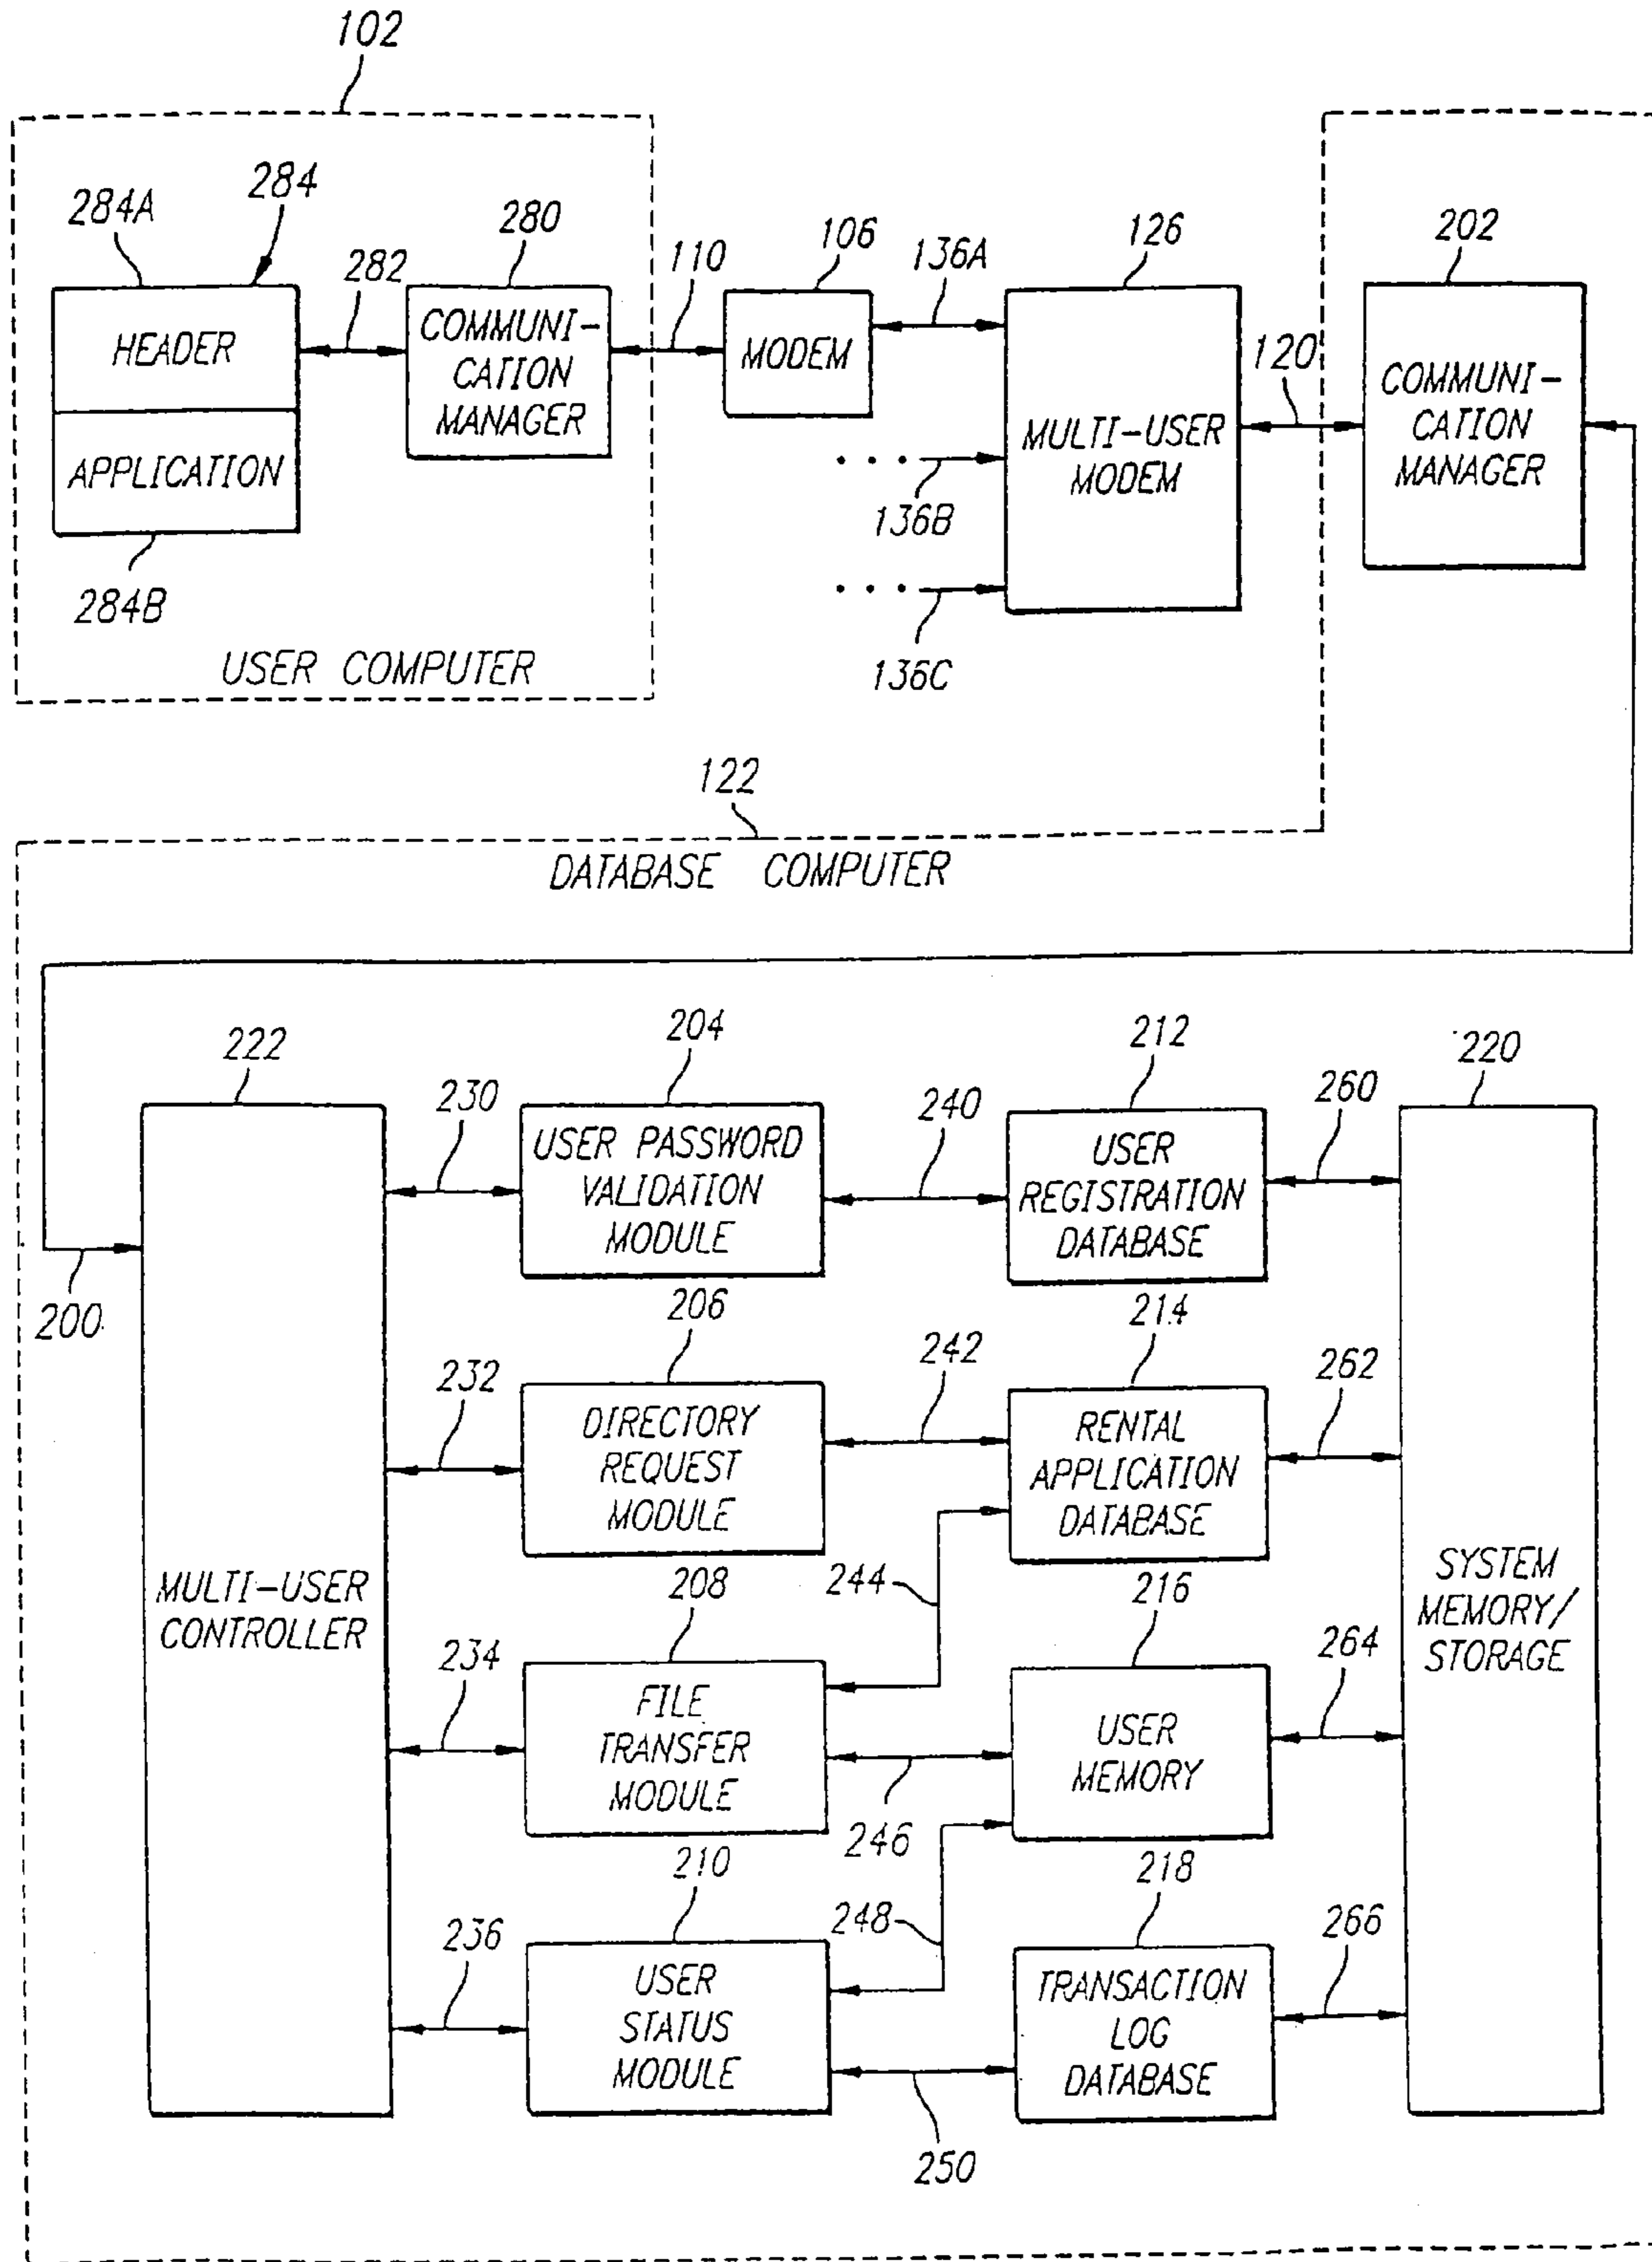 102
284A
284
280
282
110
106
136A
126
120
202
HEADER
APPLICATION
COMMUNI-
CATION
MANAGER
MODEM
MULTI-USER
MODEM
COMMUNI-
CATION
MANAGER
136B
136C
284B
USER COMPUTER
122
DATABASE COMPUTER
222
204
212
220
230
240
260
USER PASSWORD
VALIDATION
MODULE
USER
REGISTRATION
DATABASE
200
206
214
232
242
262
DIRECTORY
REQUEST
MODULE
RENTAL
APPLICATION
DATABASE
MULTI-USER
CONTROLLER
SYSTEM
MEMORY/
STORAGE
208
244
216
234
264
FILE
TRANSFER
MODULE
USER
MEMORY
246
210
248
218
236
266
USER
STATUS
MODULE
TRANSACTION
LOG
DATABASE
250